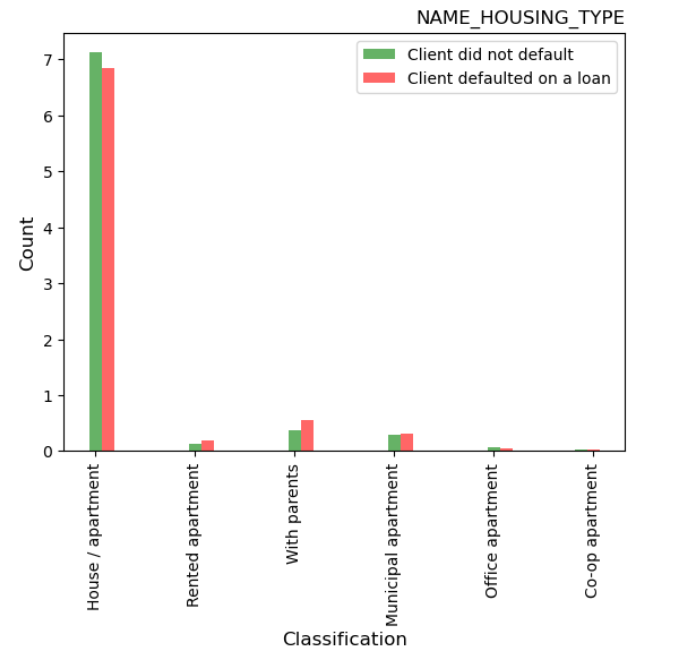 NAME_HOUSING_TYPE
Client did not default
Client defaulted on a loan
7
6
5
4
3
2
1
0
Count
House / apartment
Rented apartment
With parents
Municipal apartment
Office apartment
Co-op apartment
Classification